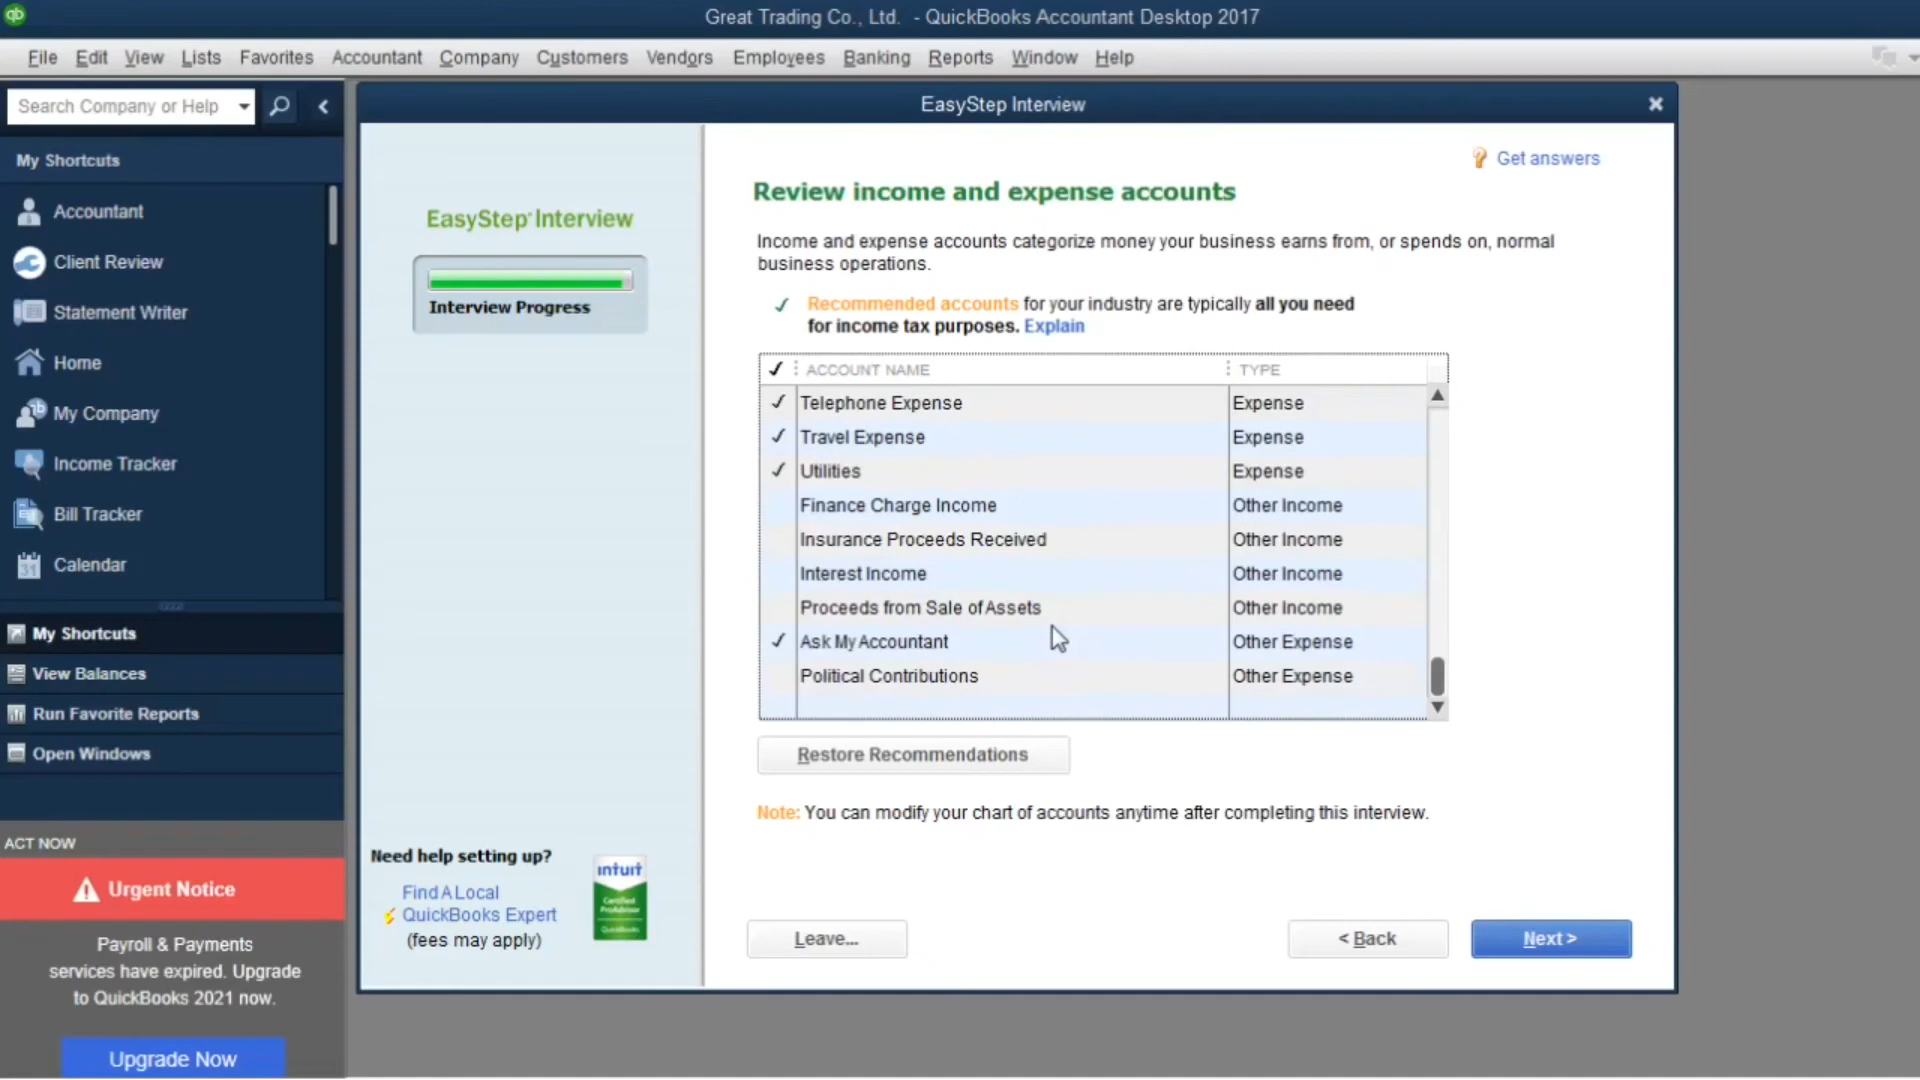 qb
Great Trading Co., Ltd. - QuickBooks Accountant Desktop 2017
File Edit View Lists Favorites Accountant Company Customers Vendors Employees Banking Reports Window Help
Search Company or Help
My Shortcuts
Accountant
Client Review
Statement Writer
Home
My Company
Income Tracker
Bill Tracker
31
Calendar
My Shortcuts
View Balances
Run Favorite Reports
Open Windows
ACT NOW
Urgent Notice
Payroll & Payments
services have expired. Upgrade
to QuickBooks 2021 now.
Upgrade Now
EasyStep Interview
EasyStep Interview
Interview Progress
Need help setting up?
Find A Local
QuickBooks Expert
(fees may apply)
intuit
Certified
ProAdvisor
QuickBooks
Get answers
Review income and expense accounts
Income and expense accounts categorize money your business earns from, or spends on, normal
business operations.
✓ Recommended accounts for your industry are typically all you need
for income tax purposes. Explain
✓ ACCOUNT NAME TYPE
✓ Telephone Expense Expense
✓ Travel Expense Expense
✓ Utilities Expense
Finance Charge Income Other Income
Insurance Proceeds Received Other Income
Interest Income Other Income
Proceeds from Sale of Assets Other Income
✓ Ask My Accountant Other Expense
Political Contributions Other Expense
Restore Recommendations
Note: You can modify your chart of accounts anytime after completing this interview.
Leave... < Back Next >